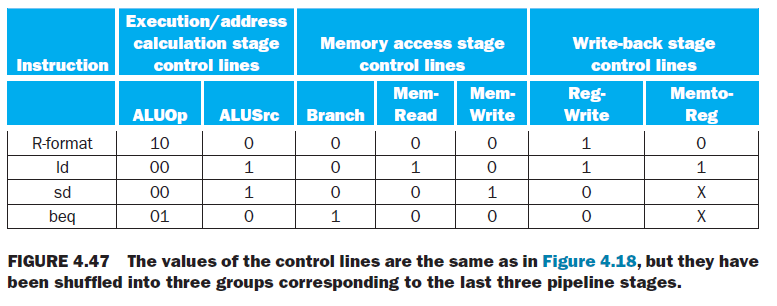 Instruction Execution/address calculation stage control lines Memory access stage control lines Write-back stage control lines
ALUOp ALUSrc Branch Mem-Read Mem-Write Reg-Write Memto-Reg
R-format 10 0 0 0 0 1 0
ld 00 1 0 1 0 1 1
sd 00 1 0 0 1 0 X
beq 01 0 1 0 0 0 X
FIGURE 4.47 The values of the control lines are the same as in Figure 4.18, but they have
been shuffled into three groups corresponding to the last three pipeline stages.